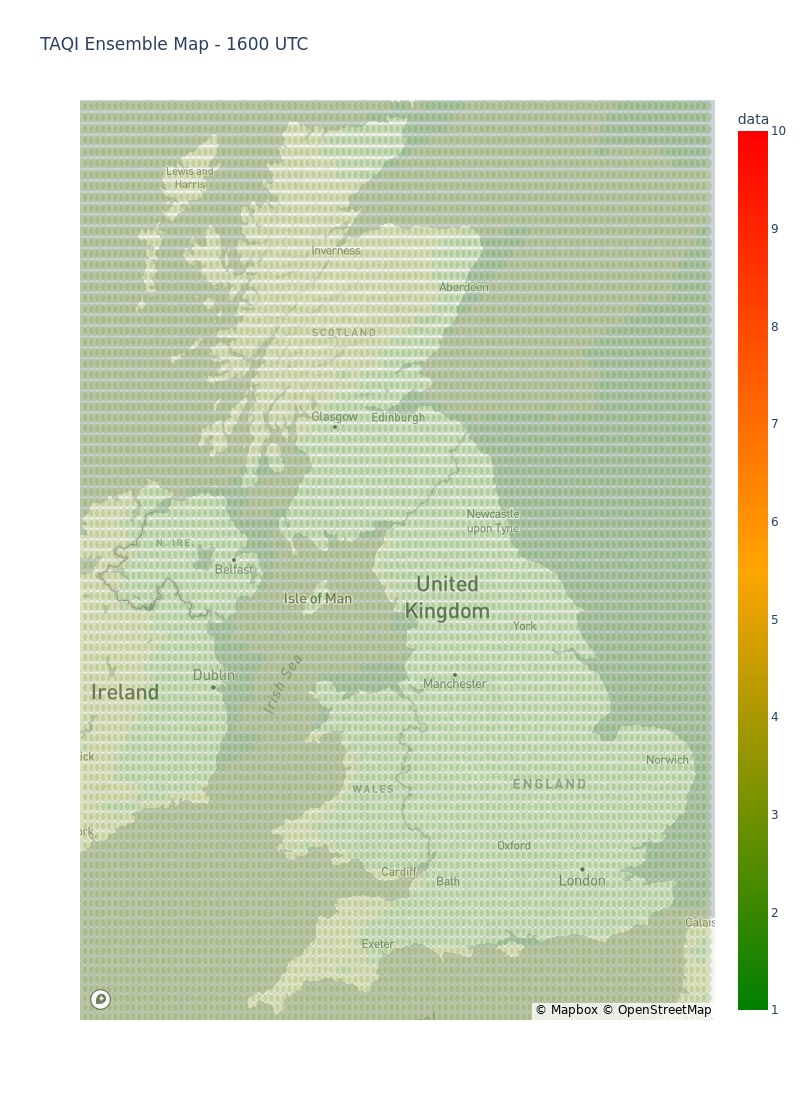 TAQI Ensemble Map - 1600 UTC
data
10
9
8
7
6
5
4
3
2
1
Lewis and
Harris
Inverness
Aberdeen
SCOTLAND
Glasgow
Edinburgh
Newcastle
upon Tyne
N. IRE.
Belfast
United
Kingdom
Isle of Man
York
Irish Sea
Dublin
Manchester
Ireland
ick
Norwich
WALES
ENGLAND
ork
Oxford
Cardiff
Bath
London
Calais
Exeter
© Mapbox © OpenStreetMap